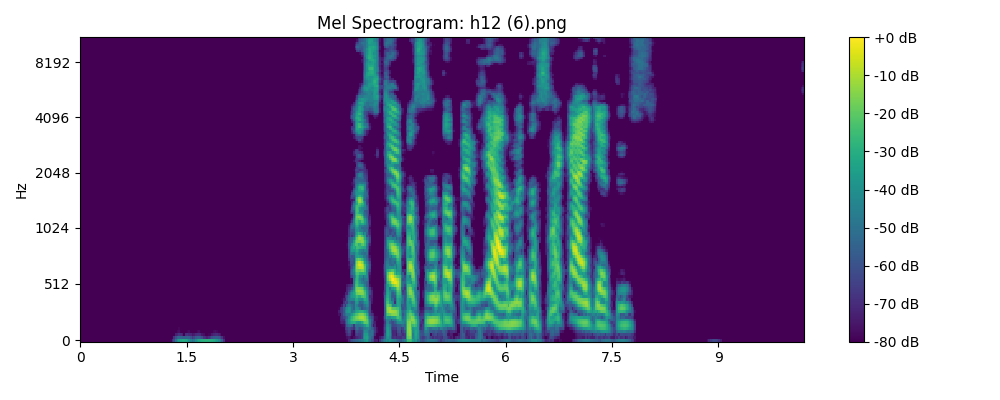 Mel Spectrogram: h12 (6).png
8192
4096
2048
1024
512
0
Hz
0 1.5 3 4.5 6 7.5 9
Time
+0 dB
-10 dB
-20 dB
-30 dB
-40 dB
-50 dB
-60 dB
-70 dB
-80 dB